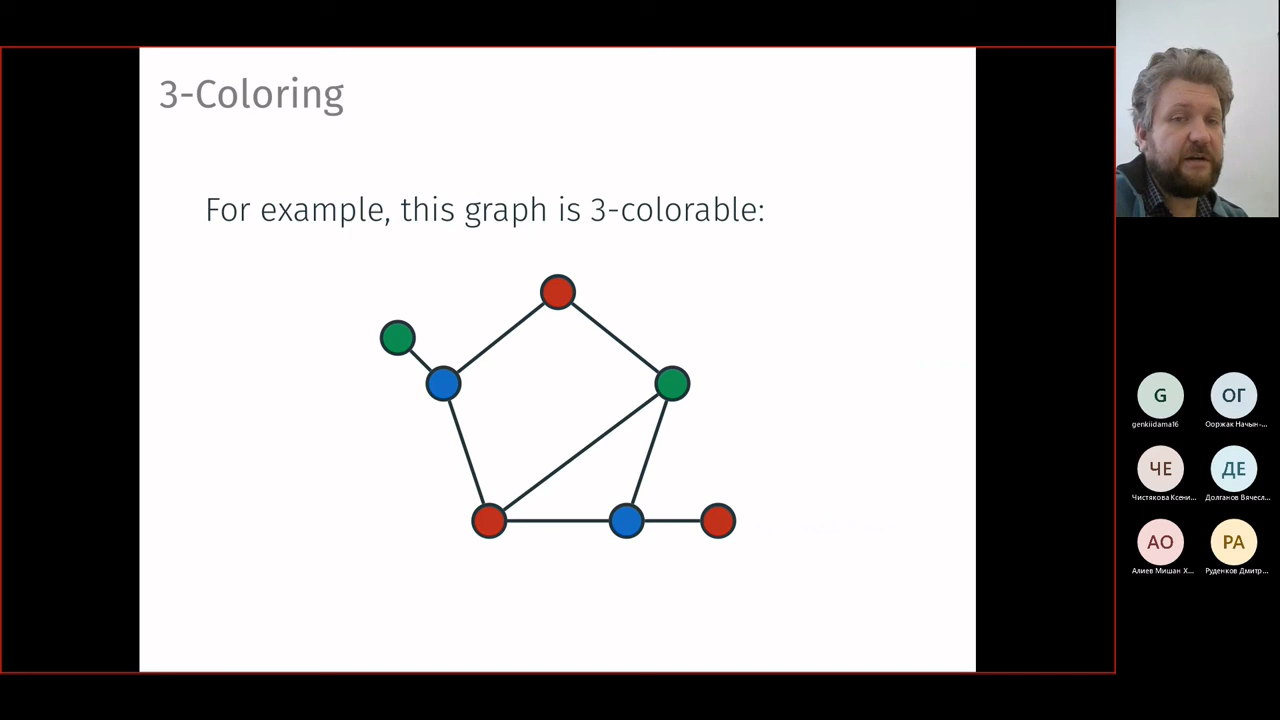 3-Coloring
For example, this graph is 3-colorable:
G
genkiidama16
ОГ
Ооржак Начын-...
ЧЕ
Чистякова Ксени...
ДЕ
Долганов Вячесл...
АО
Алиев Мишан Х...
РА
Руденков Дмитр...